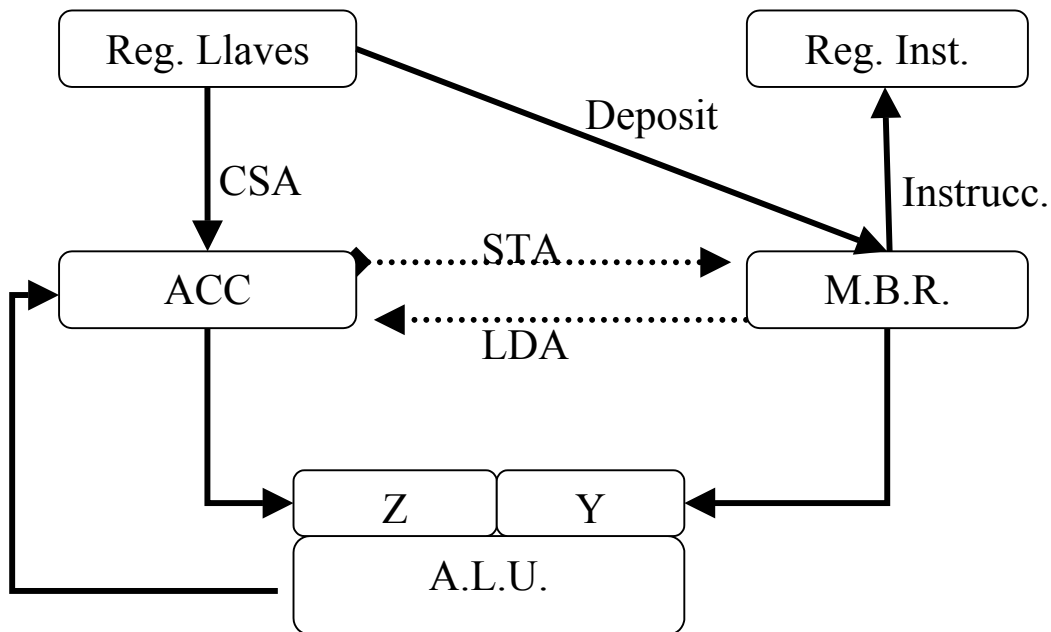 Reg. Llaves
Reg. Inst.
Deposit
CSA
Instrucc.
STA
ACC
M.B.R.
LDA
Z
Y
A.L.U.